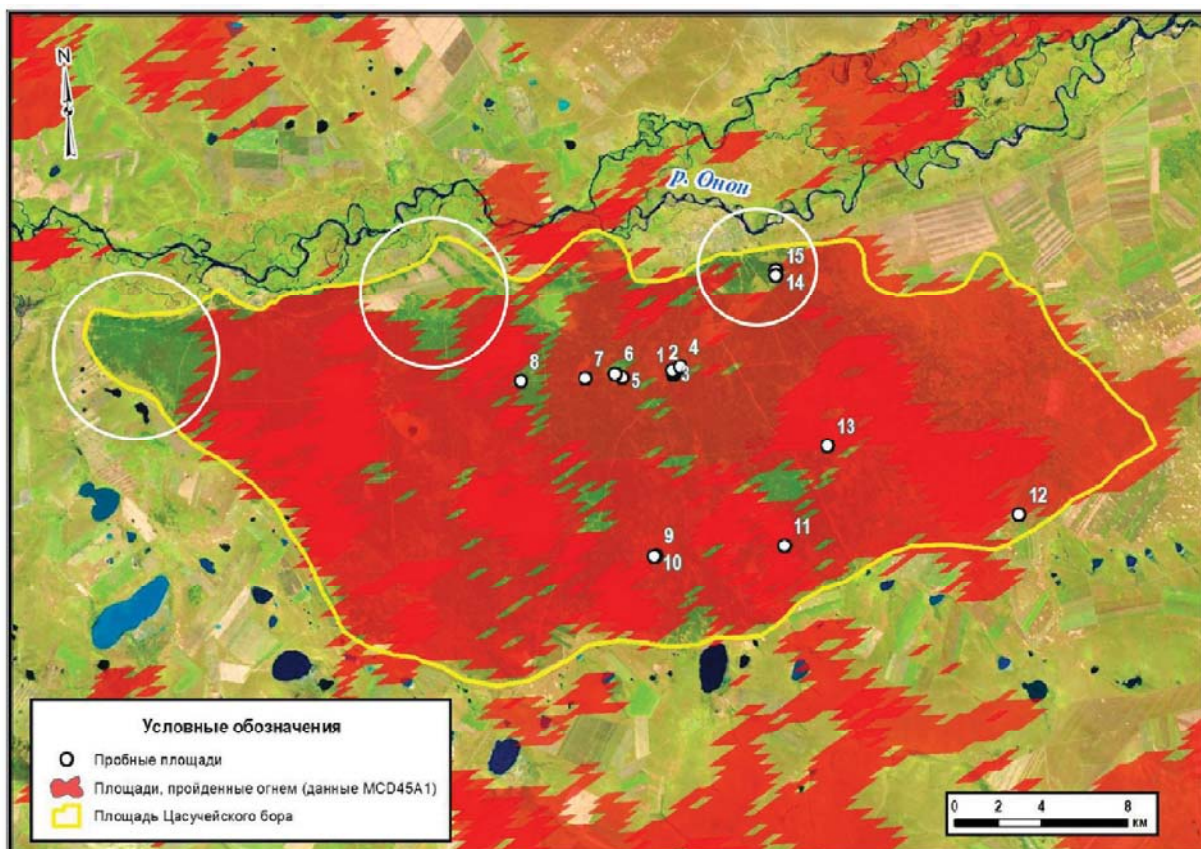 N
р. Онон
15
14
8
7
6
5
1
2
4
3
13
12
11
9
10
Условные обозначения
Пробные площади
Площади, пройденные огнем (данные MCD45A1)
Площадь Цасучейского бора
0 2 4 8
км